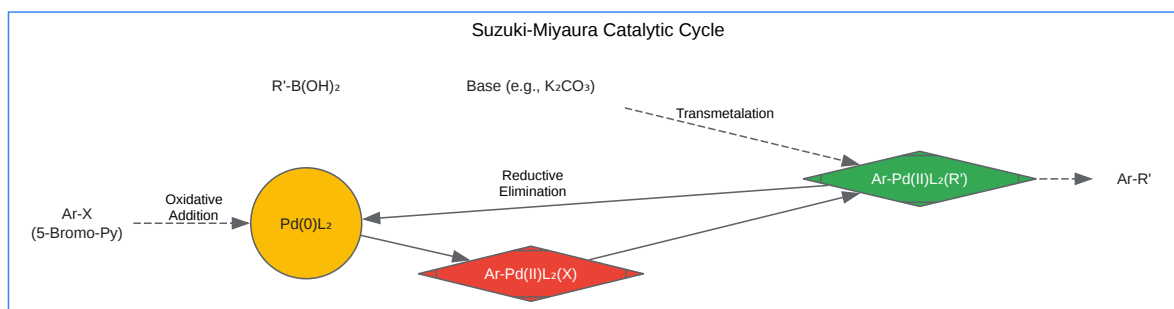 Suzuki-Miyaura Catalytic Cycle
R'-B(OH)₂
Base (e.g., K₂CO₃)
Transmetalation
Ar-Pd(II)L₂(R')
Ar-R'
Reductive
Elimination
Oxidative
Addition
Ar-X
(5-Bromo-Py)
Pd(0)L₂
Ar-Pd(II)L₂(X)